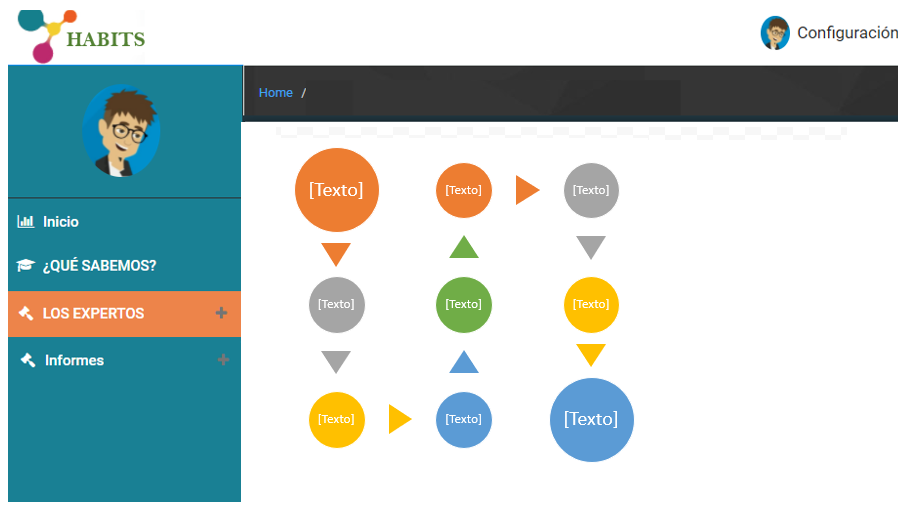 HABITS
Configuración
Home /
Inicio
¿QUÉ SABEMOS?
LOS EXPERTOS
Informes
[Texto]
[Texto]
[Texto]
[Texto]
[Texto]
[Texto]
[Texto]
[Texto]
[Texto]